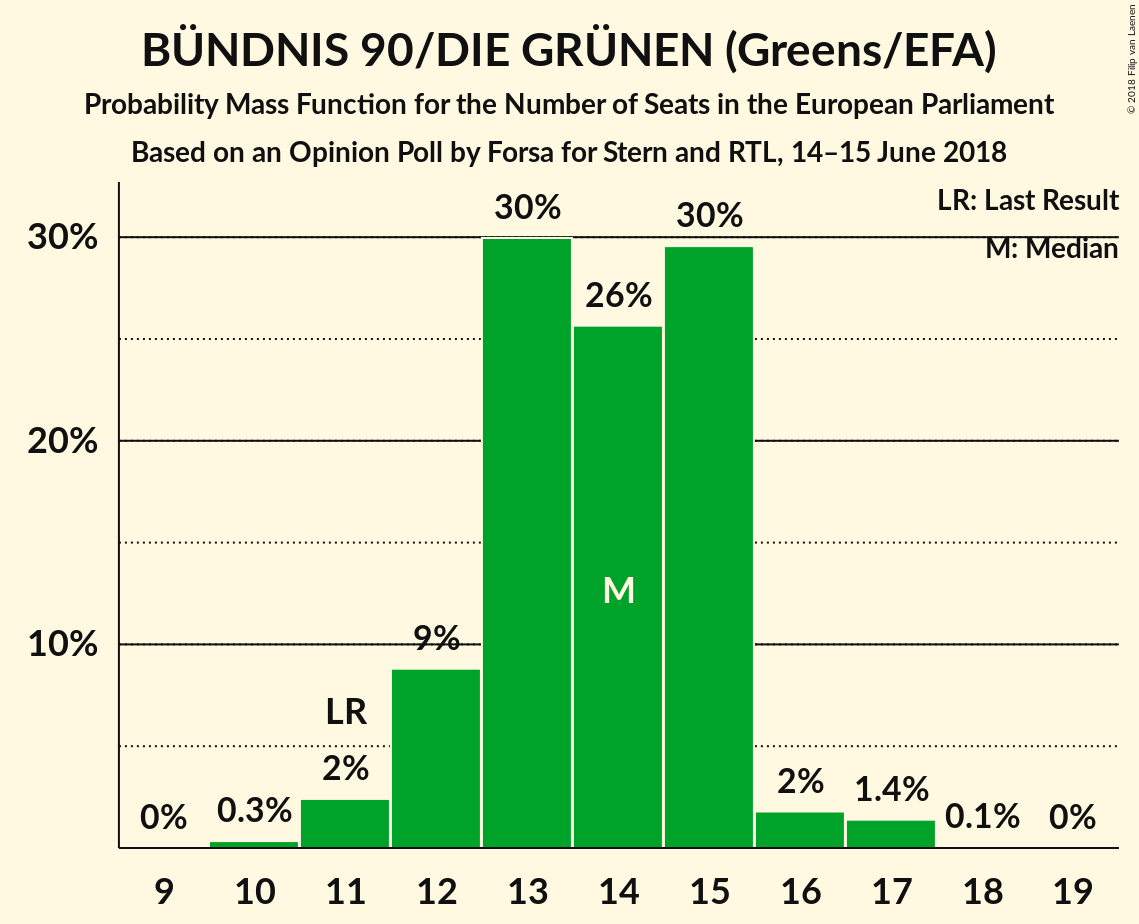 BÜNDNIS 90/DIE GRÜNEN (Greens/EFA)
Probability Mass Function for the Number of Seats in the European Parliament
Based on an Opinion Poll by Forsa for Stern and RTL, 14–15 June 2018
© 2018 Filip van Laenen
LR: Last Result
M: Median
30%
20%
10%
0%
0.3%
LR
2%
9%
30%
26%
M
30%
2%
1.4%
0.1%
0%
9 10 11 12 13 14 15 16 17 18 19